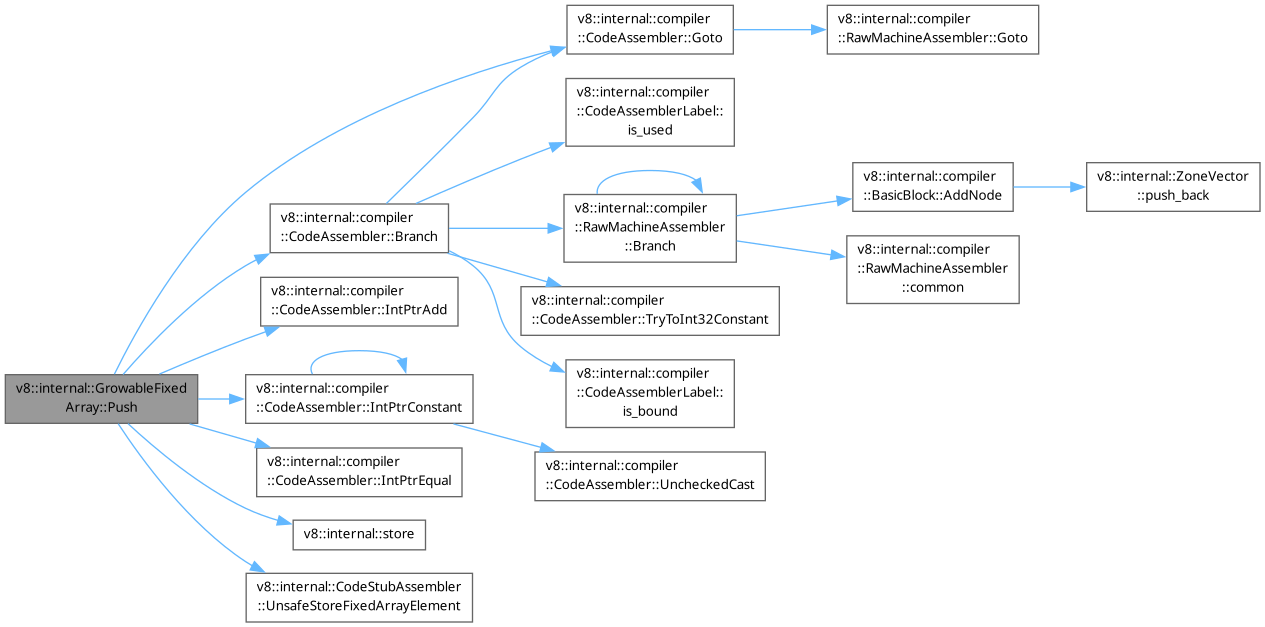 v8::internal::GrowableFixed
Array::Push
v8::internal::compiler
::CodeAssembler::Goto
v8::internal::compiler
::RawMachineAssembler::Goto
v8::internal::compiler
::CodeAssemblerLabel::
is_used
v8::internal::compiler
::CodeAssembler::Branch
v8::internal::compiler
::RawMachineAssembler
::Branch
v8::internal::compiler
::BasicBlock::AddNode
v8::internal::ZoneVector
::push_back
v8::internal::compiler
::RawMachineAssembler
::common
v8::internal::compiler
::CodeAssembler::TryToInt32Constant
v8::internal::compiler
::CodeAssemblerLabel::
is_bound
v8::internal::compiler
::CodeAssembler::IntPtrAdd
v8::internal::compiler
::CodeAssembler::IntPtrConstant
v8::internal::compiler
::CodeAssembler::UncheckedCast
v8::internal::compiler
::CodeAssembler::IntPtrEqual
v8::internal::store
v8::internal::CodeStubAssembler
::UnsafeStoreFixedArrayElement